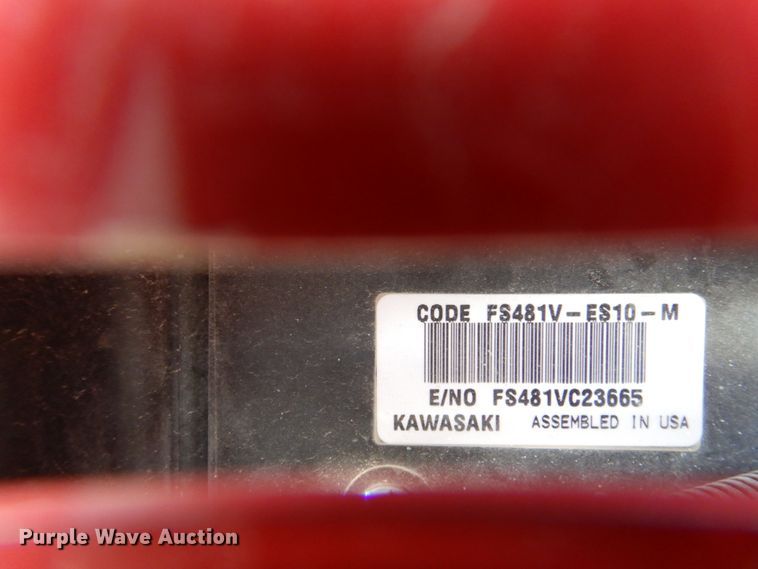 CODE FS481V-ES10-M
E/NO FS481VC23665
KAWASAKI ASSEMBLED IN USA
Purple Wave Auction